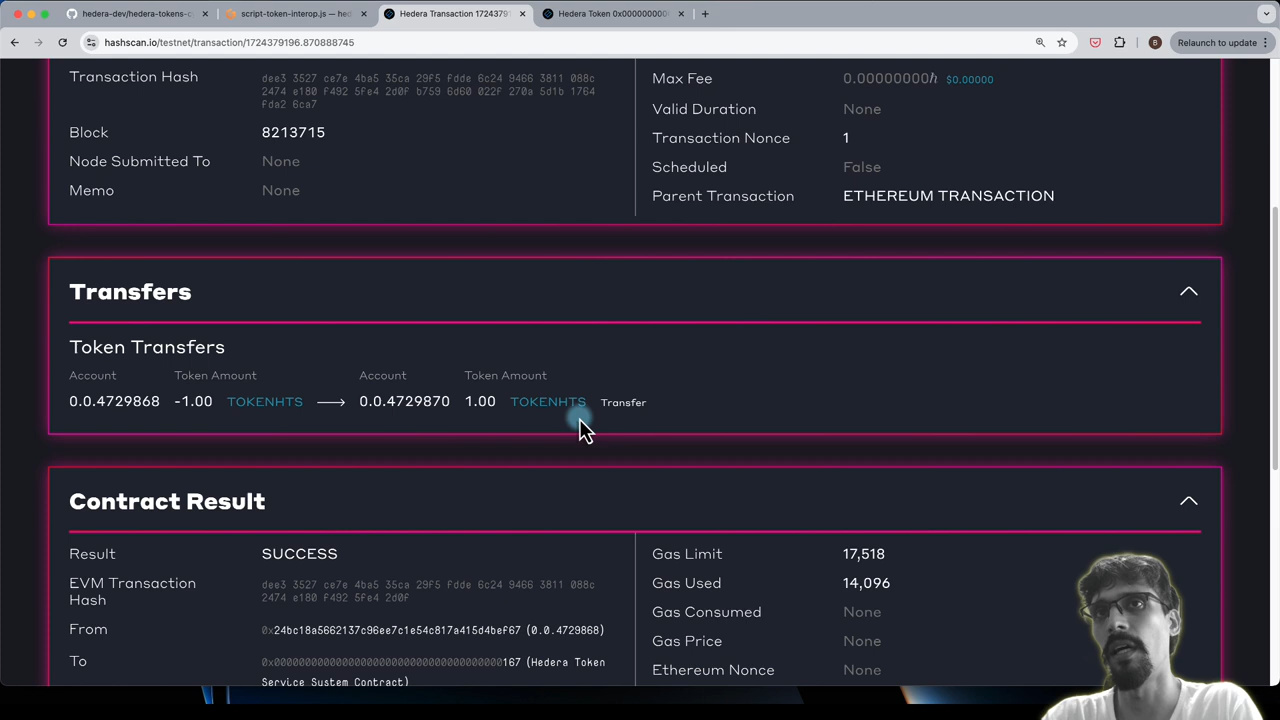 hedera-dev/hedera-tokens-c
script-token-interop.js — hed
Hedera Transaction 17243791
Hedera Token 0x000000000
hashscan.io/testnet/transaction/1724379196.870888745
B
Relaunch to update
Transaction Hash
dee3 3527 ce7e 4ba5 35ca 29f5 fdde 6c24 9466 3811 088c
2474 e180 f492 5fe4 2d0f b759 6d60 022f 270a 5d1b 1764
fda2 6ca7
Block
8213715
Node Submitted To
None
Memo
None
Max Fee
0.00000000ℏ
$0.00000
Valid Duration
None
Transaction Nonce
1
Scheduled
False
Parent Transaction
ETHEREUM TRANSACTION
Transfers
Token Transfers
Account Token Amount Account Token Amount
0.0.4729868 -1.00 TOKENHTS 0.0.4729870 1.00 TOKENHTS Transfer
Contract Result
Result
SUCCESS
EVM Transaction
Hash
dee3 3527 ce7e 4ba5 35ca 29f5 fdde 6c24 9466 3811 088c
2474 e180 f492 5fe4 2d0f
From
0x24bc18a5662137c96ee7c1e54c817a415d4bef67 (0.0.4729868)
To
0x0000000000000000000000000000000000000167 (Hedera Token
Service System Contract)
Gas Limit
17,518
Gas Used
14,096
Gas Consumed
None
Gas Price
None
Ethereum Nonce
None